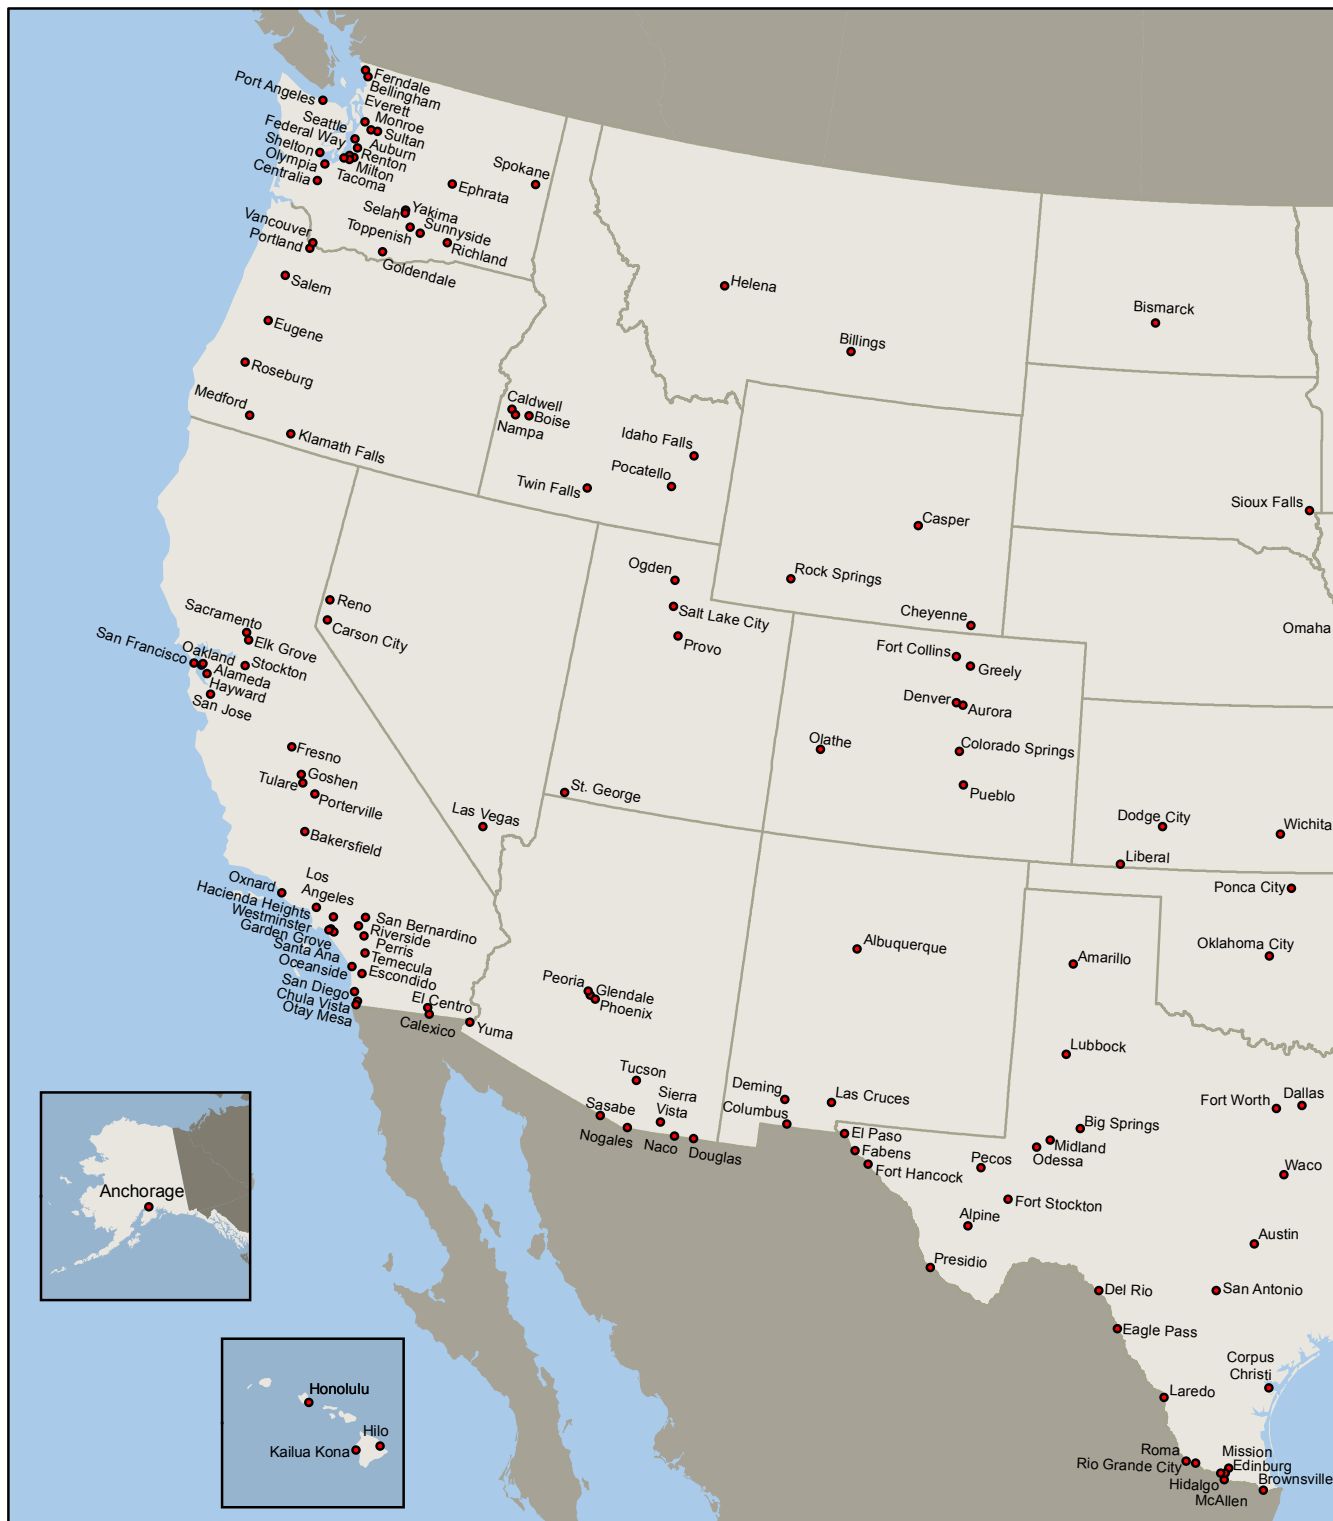 Ferndale
Bellingham
Port Angeles
Everett
Monroe
Seattle
Sultan
Federal Way
Auburn
Shelton
Renton
Olympia
Milton
Centralia
Tacoma
Spokane
Ephrata
Yakima
Selah
Sunnyside
Toppenish
Richland
Vancouver
Portland
Goldendale
Salem
Eugene
Roseburg
Medford
Klamath Falls
Helena
Billings
Bismarck
Caldwell
Boise
Nampa
Idaho Falls
Pocatello
Twin Falls
Sioux Falls
Casper
Rock Springs
Cheyenne
Omaha
Ogden
Salt Lake City
Provo
St. George
Reno
Carson City
Las Vegas
Sacramento
Elk Grove
San Francisco
Oakland
Stockton
Alameda
Hayward
San Jose
Fresno
Goshen
Tulare
Porterville
Bakersfield
Fort Collins
Greely
Denver
Aurora
Olathe
Colorado Springs
Pueblo
Dodge City
Wichita
Liberal
Ponca City
Oklahoma City
Los
Angeles
Oxnard
Hacienda Heights
Westminster
Garden Grove
Santa Ana
Oceanside
San Diego
Chula Vista
Otay Mesa
San Bernardino
Riverside
Perris
Temecula
Escondido
El Centro
Calexico
Yuma
Peoria
Glendale
Phoenix
Albuquerque
Amarillo
Lubbock
Tucson
Sierra
Vista
Sasabe
Nogales
Naco
Douglas
Deming
Columbus
Las Cruces
El Paso
Fabens
Fort Hancock
Pecos
Big Springs
Midland
Odessa
Fort Worth
Dallas
Waco
Fort Stockton
Alpine
Presidio
Austin
Del Rio
San Antonio
Eagle Pass
Corpus
Christi
Laredo
Roma
Rio Grande City
Mission
Edinburg
Hidalgo
McAllen
Brownsville
Anchorage
Honolulu
Hilo
Kailua Kona